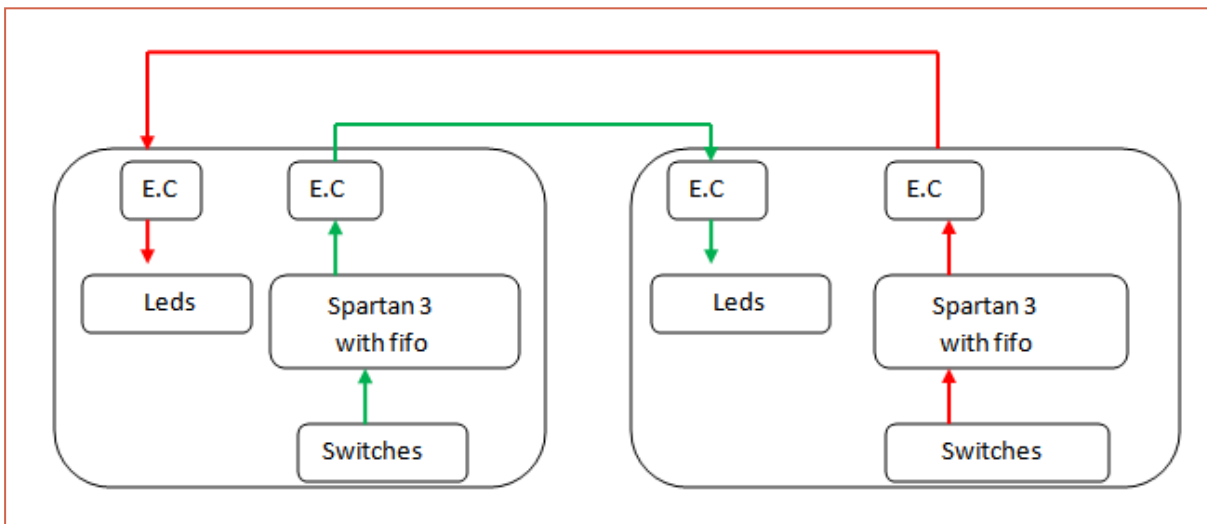 E.C
E.C
E.C
E.C
Leds
Spartan 3
with fifo
Leds
Spartan 3
with fifo
Switches
Switches